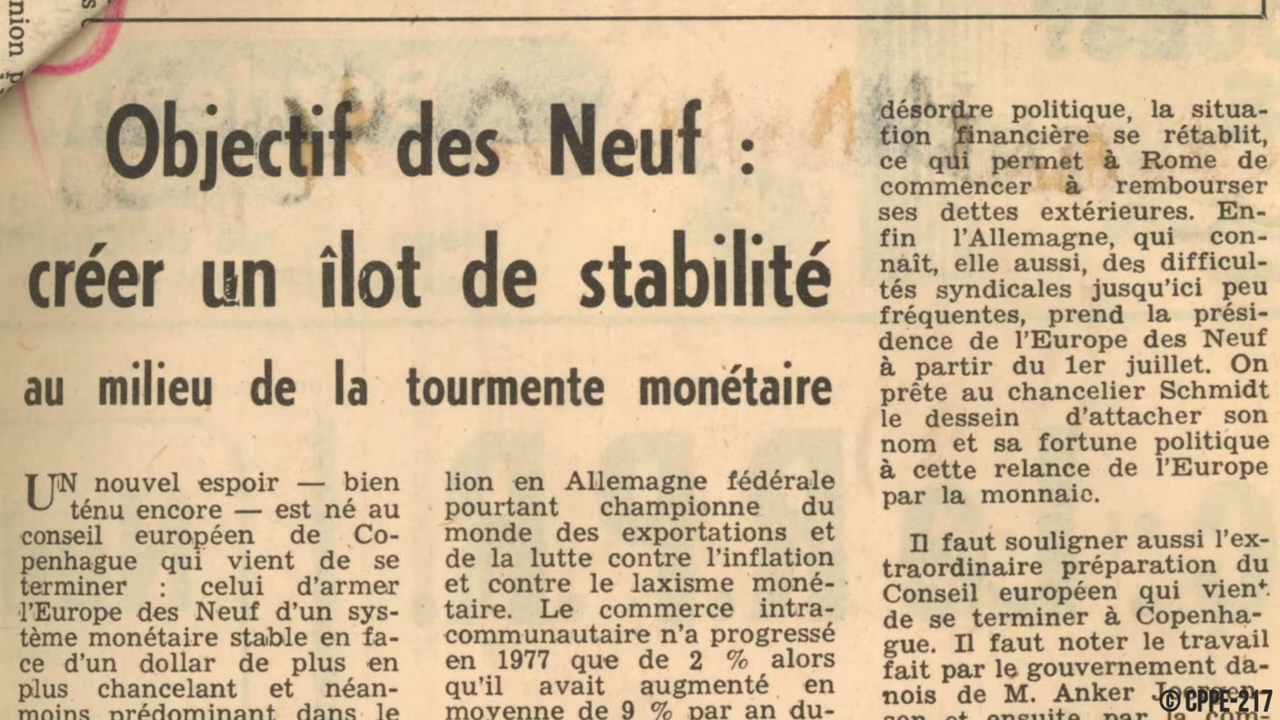 nion p
s
Objectif des Neuf :
créer un îlot de stabilité
au milieu de la tourmente monétaire
UN nouvel espoir — bien
ténu encore — est né au
conseil européen de Co-
penhague qui vient de se
terminer : celui d'armer
l'Europe des Neuf d'un sys-
tème monétaire stable en fa-
ce d'un dollar de plus en
plus chancelant et néan-
moins prédominant dans le
lion en Allemagne fédérale
pourtant championne du
monde des exportations et
de la lutte contre l'inflation
et contre le laxisme moné-
taire. Le commerce intra-
communautaire n'a progressé
en 1977 que de 2 % alors
qu'il avait augmenté en
moyenne de 9 % par an du-
désordre politique, la situa-
tion financière se rétablit,
ce qui permet à Rome de
commencer à rembourser
ses dettes extérieures. En-
fin l'Allemagne, qui con-
naît, elle aussi, des difficul-
tés syndicales jusqu'ici peu
fréquentes, prend la prési-
dence de l'Europe des Neuf
à partir du 1er juillet. On
prête au chancelier Schmidt
le dessein d'attacher son
nom et sa fortune politique
à cette relance de l'Europe
par la monnaie.
Il faut souligner aussi l'ex-
traordinaire préparation du
Conseil européen qui vient
de se terminer à Copenha-
gue. Il faut noter le travail
fait par le gouvernement da-
nois de M. Anker
sen et ensuite par
© CPPE-217